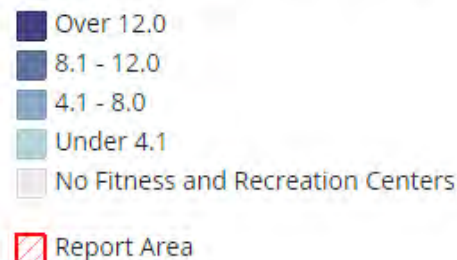 Over 12.0
8.1 - 12.0
4.1 - 8.0
Under 4.1
No Fitness and Recreation Centers
Report Area